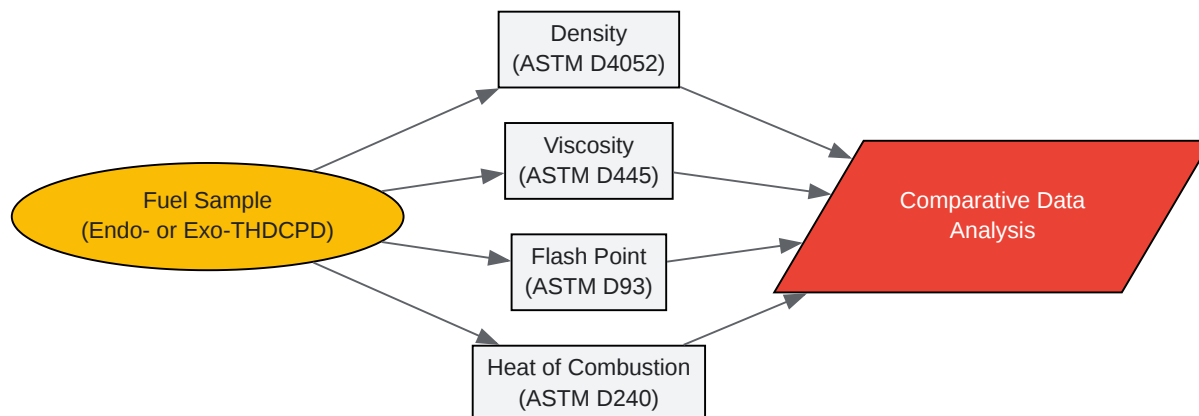 Density
(ASTM D4052)
Viscosity
(ASTM D445)
Fuel Sample
(Endo- or Exo-THDCPD)
Flash Point
(ASTM D93)
Heat of Combustion
(ASTM D240)
Comparative Data
Analysis